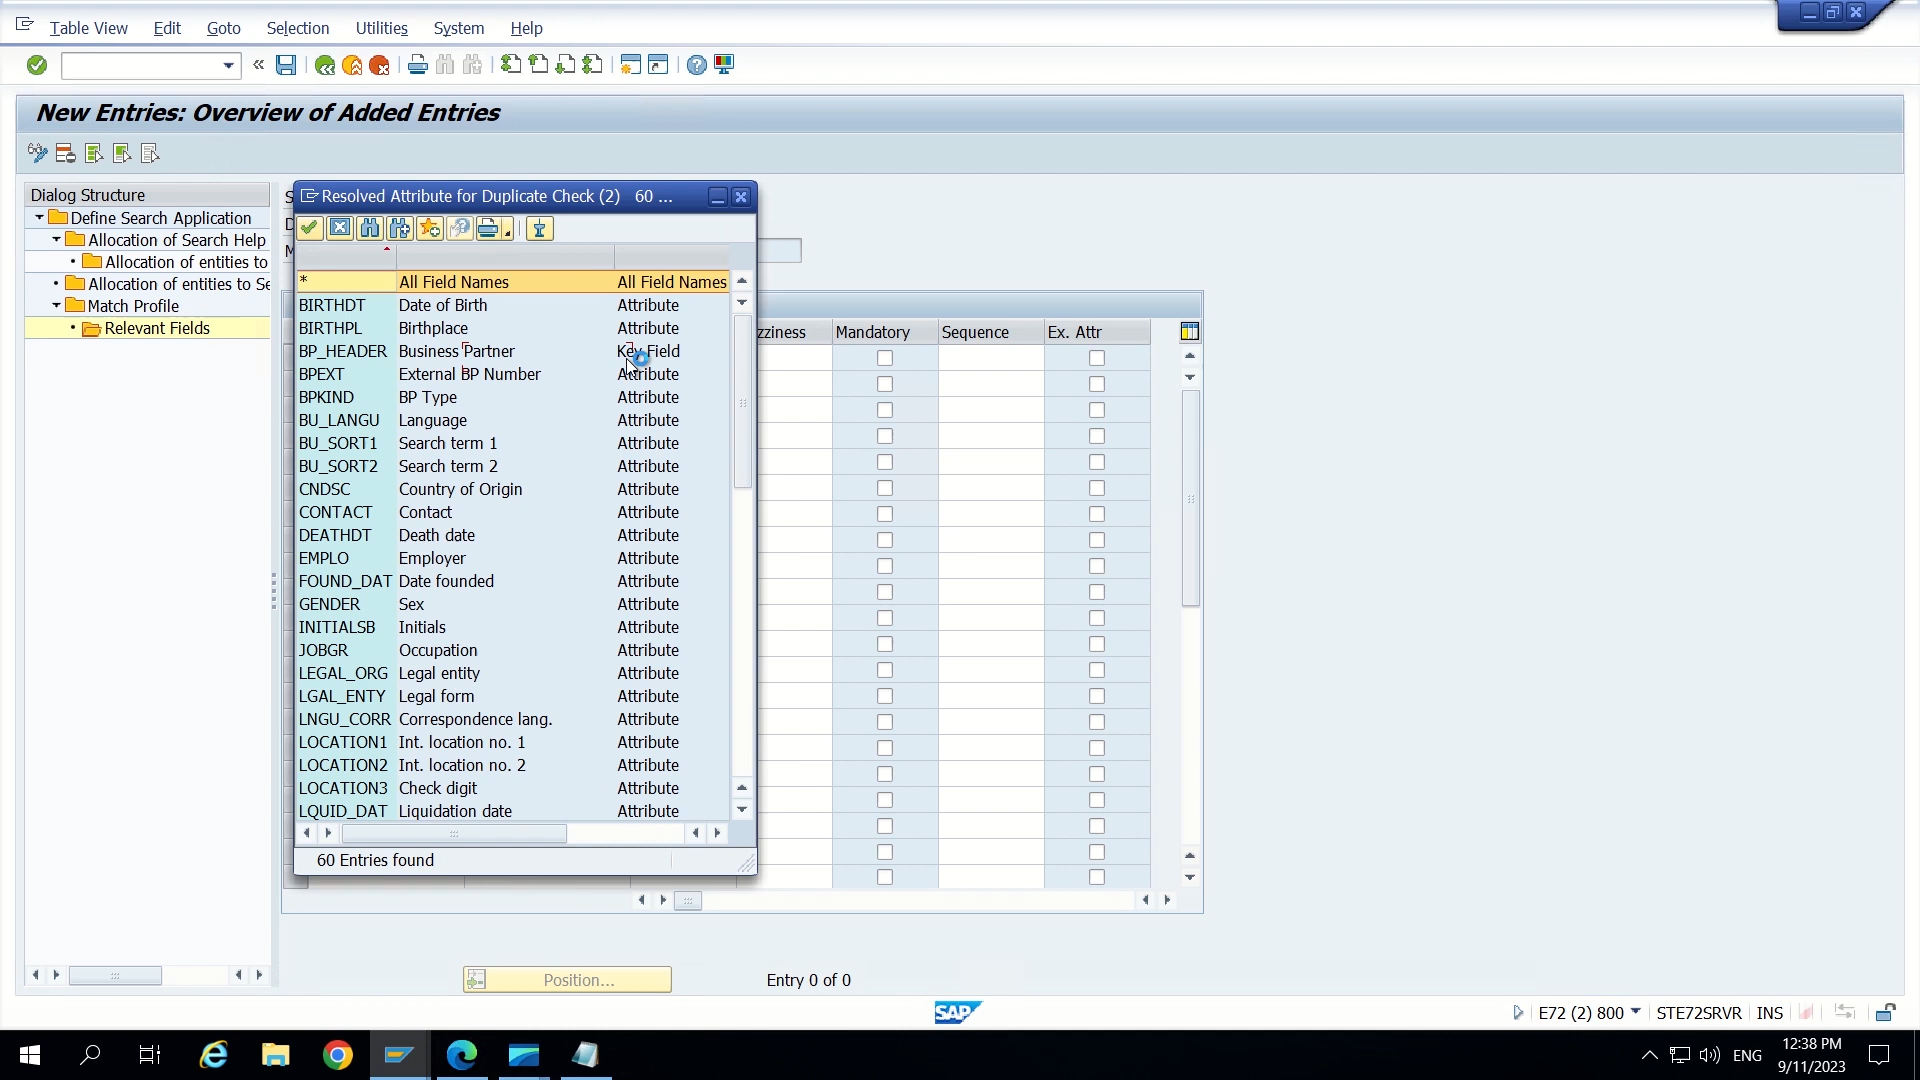 Table View Edit Goto Selection Utilities System Help
New Entries: Overview of Added Entries
Dialog Structure
Define Search Application
Allocation of Search Help
Allocation of entities to
Allocation of entities to Se
Match Profile
Relevant Fields
Resolved Attribute for Duplicate Check (2) 60 ...
* All Field Names All Field Names
BIRTHDT Date of Birth Attribute
BIRTHPL Birthplace Attribute
BP_HEADER Business Partner Key Field
BPEXT External BP Number Attribute
BPKIND BP Type Attribute
BU_LANGU Language Attribute
BU_SORT1 Search term 1 Attribute
BU_SORT2 Search term 2 Attribute
CNDSC Country of Origin Attribute
CONTACT Contact Attribute
DEATHDT Death date Attribute
EMPLO Employer Attribute
FOUND_DAT Date founded Attribute
GENDER Sex Attribute
INITIALSB Initials Attribute
JOBGR Occupation Attribute
LEGAL_ORG Legal entity Attribute
LGAL_ENTY Legal form Attribute
LNGU_CORR Correspondence lang. Attribute
LOCATION1 Int. location no. 1 Attribute
LOCATION2 Int. location no. 2 Attribute
LOCATION3 Check digit Attribute
LQUID_DAT Liquidation date Attribute
60 Entries found
zziness Mandatory Sequence Ex. Attr
Position... Entry 0 of 0
SAP E72 (2) 800 STE72SRVR INS
ENG 12:38 PM
9/11/2023